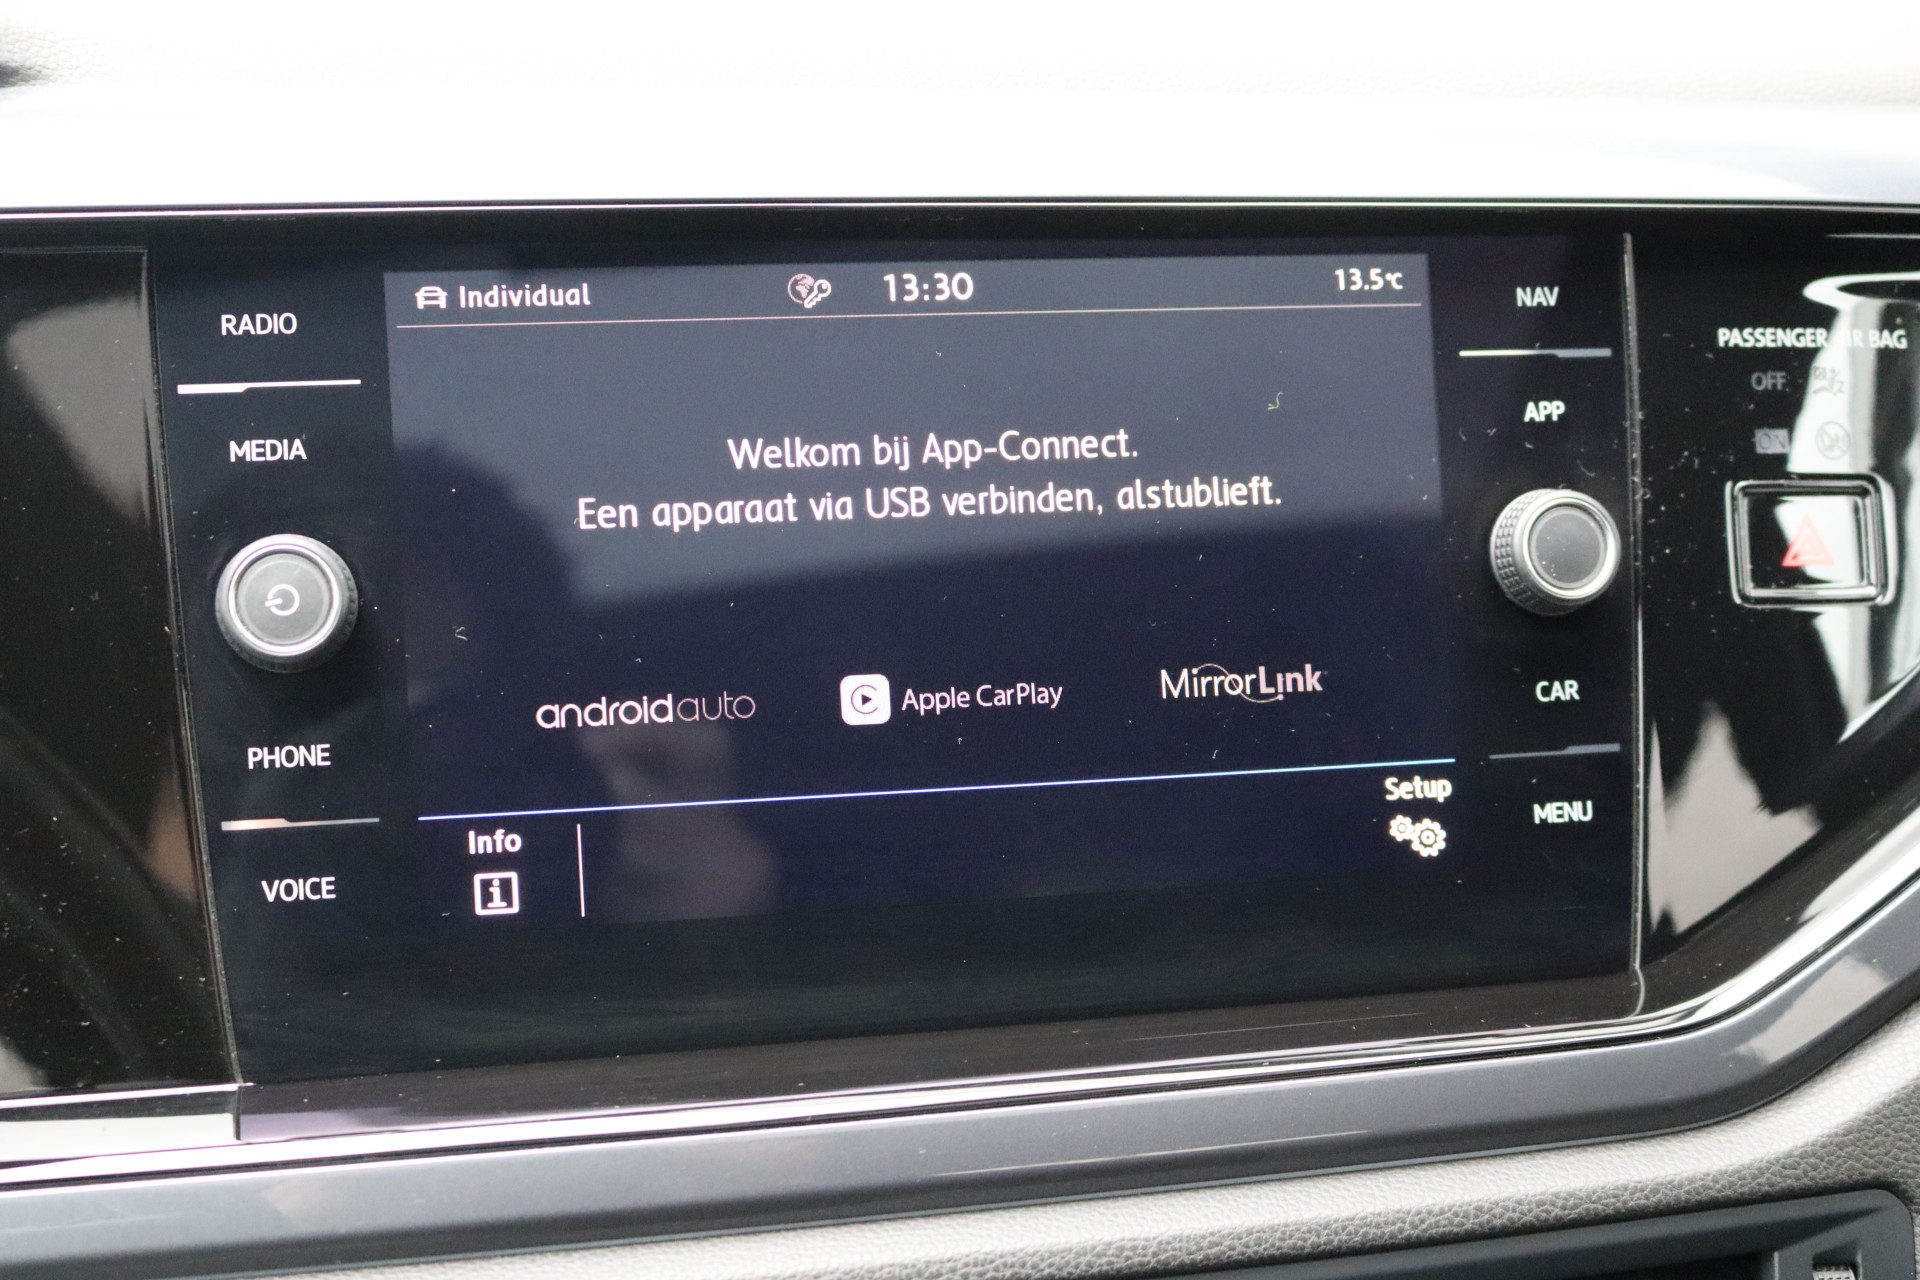 RADIO
MEDIA
PHONE
VOICE
Individual 13:30 13.5°C
Welkom bij App-Connect.
Een apparaat via USB verbinden, alstublieft.
androidauto Apple CarPlay MirrorLink
Info
Setup
NAV
APP
CAR
MENU
PASSENGER BAG
OFF
ON